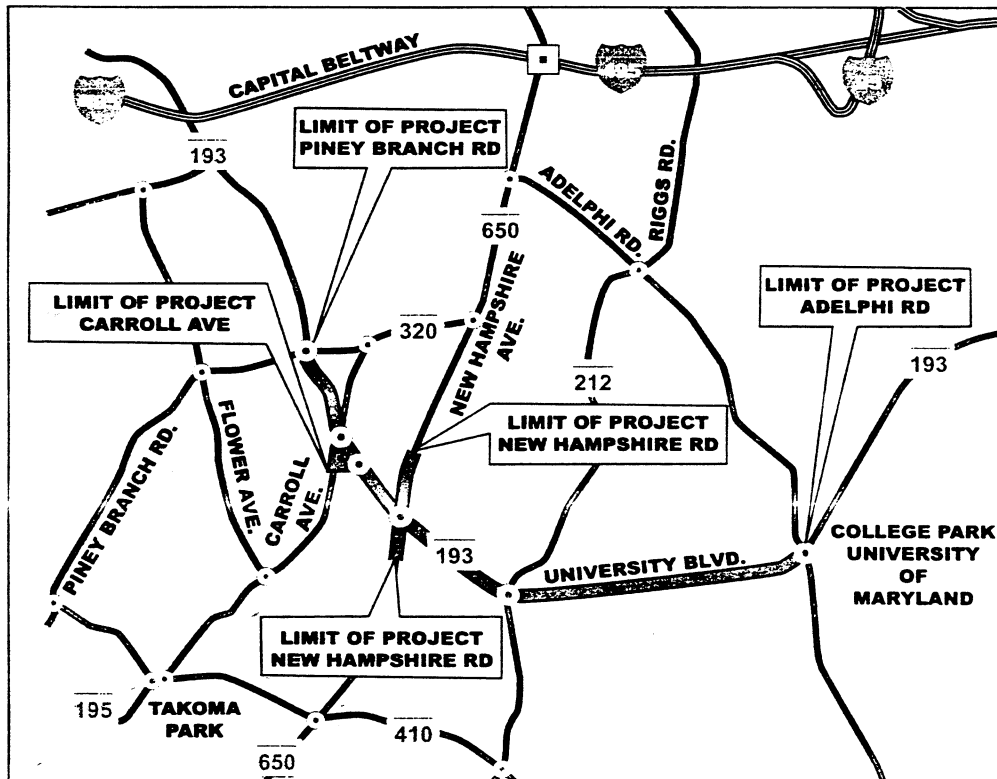 CAPITAL BELTWAY
LIMIT OF PROJECT
PINEY BRANCH RD
193
650
ADELPHI RD.
RIGGS RD.
LIMIT OF PROJECT
CARROLL AVE
320
NEW HAMPSHIRE
AVE.
LIMIT OF PROJECT
ADELPHI RD
193
212
LIMIT OF PROJECT
NEW HAMPSHIRE RD
PINEY BRANCH RD.
FLOWER AVE.
CARROLL
AVE.
193
UNIVERSITY BLVD.
COLLEGE PARK
UNIVERSITY
OF
MARYLAND
LIMIT OF PROJECT
NEW HAMPSHIRE RD
195
TAKOMA
PARK
410
650